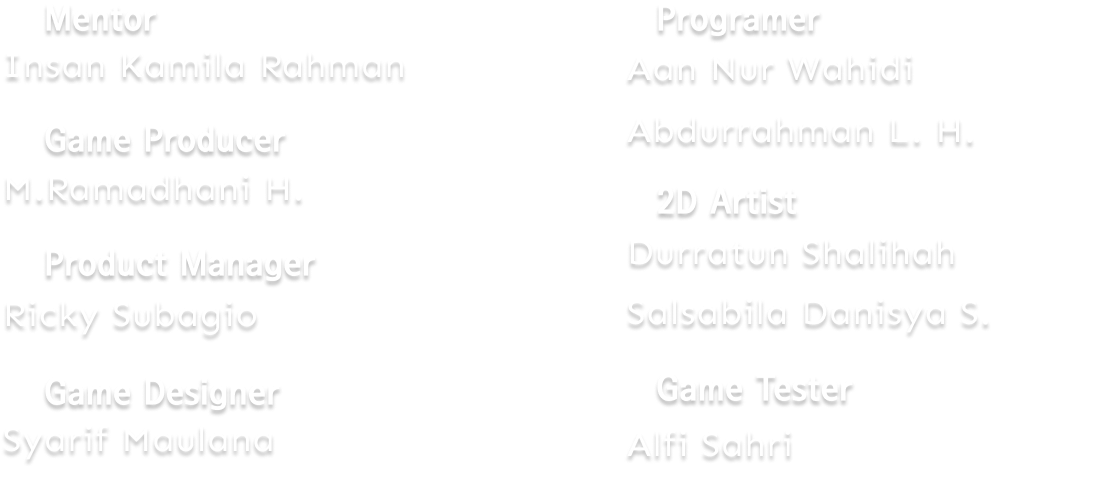 Mentor
Insan Kamila Rahman
Game Producer
M.Ramadhani H.
Product Manager
Ricky Subagio
Game Designer
Syarif Maulana
Programer
Aan Nur Wahidi
Abdurrahman L. H.
2D Artist
Durratun Shalihah
Salsabila Danisya S.
Game Tester
Alfi Sahri